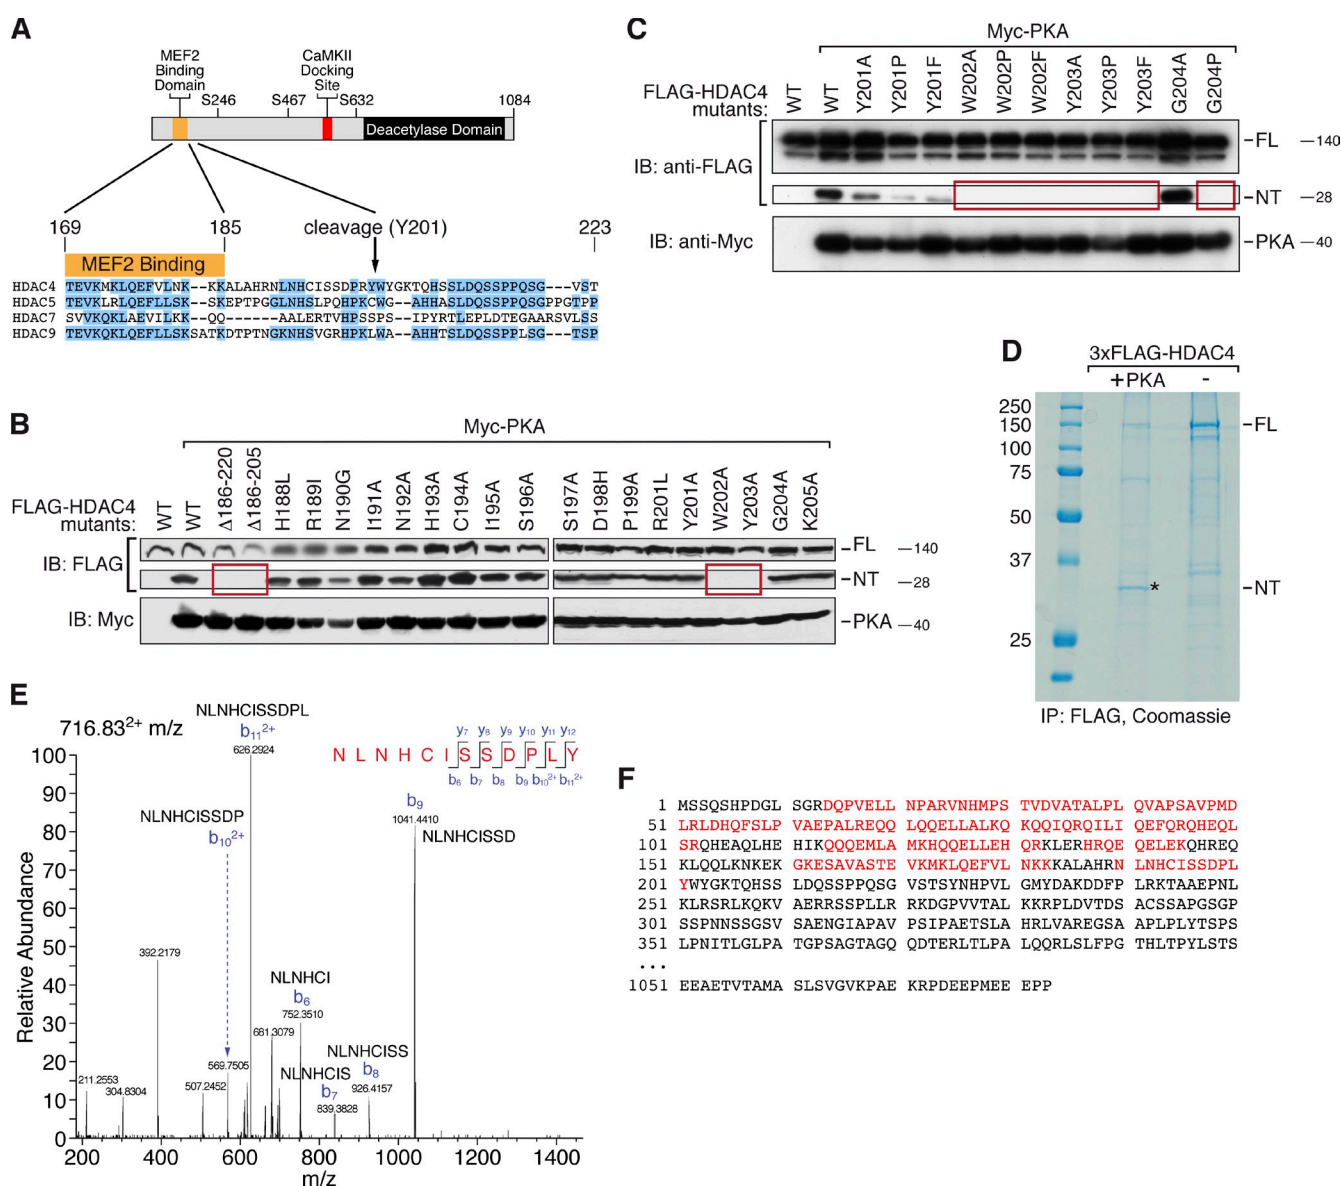 A
MEF2
Binding
Domain
CaMKII
Docking
Site
S246
S467
S632
1084
Deacetylase Domain
169
185
cleavage (Y201)
223
MEF2 Binding
HDAC4 TEVKMKLQEFVLNK--KKALAHRNLNHCISSDPRYWYGKTQHSSLDQSSPPQSG---VST
HDAC5 TEVKLRLQEFLLSK--SKEPTPGGLNHSLPQHPKCWG--AHHASLDQSSPPQSGPPGTPP
HDAC7 SVVKQKLAEVILKK--QQ------AALERTVHPSSPS--IPYRTLEPLDTEGAARSVLSS
HDAC9 TEVKQKLQEFLLSKSATKDTPTNGKNHSVGRHPKLWA--AHHTSLDQSSPPLSG---TSP
B
Myc-PKA
FLAG-HDAC4
mutants:
WT
WT
Δ186-220
Δ186-205
H188L
R189I
N190G
I191A
N192A
H193A
C194A
I195A
S196A
S197A
D198H
P199A
R201L
Y201A
W202A
Y203A
G204A
K205A
IB: FLAG
FL
140
NT
28
IB: Myc
PKA
40
C
Myc-PKA
FLAG-HDAC4
mutants:
WT
WT
Y201A
Y201P
Y201F
W202A
W202P
W202F
Y203A
Y203P
Y203F
G204A
G204P
IB: anti-FLAG
FL
140
NT
28
IB: anti-Myc
PKA
40
D
3xFLAG-HDAC4
+PKA
-
250
150
100
75
50
37
25
FL
NT
*
IP: FLAG, Coomassie
E
716.83²⁺ m/z
NLNHCISSDPL
b₁₁²⁺
626.2924
NLNHCISSDP
b₁₀²⁺
y₇ y₈ y₉ y₁₀ y₁₁ y₁₂
N L N H C I S S D P L Y
b₆ b₇ b₈ b₉ b₁₀²⁺ b₁₁²⁺
b₉
1041.4410
NLNHCISSD
392.2179
NLNHCI
b₆
752.3510
681.3079
569.7505
NLNHCISS
b₈
926.4157
NLNHCIS
b₇
839.3828
507.2452
211.2553
304.8304
Relative Abundance
100
90
80
70
60
50
40
30
20
10
0
200
400
600
800
1000
1200
1400
m/z
F
1 MSSQSHPDGL SGRDQPVELL NPARVNHMPS TVDVATALPL QVAPSAVPMD
51 LRLDHQFSLP VAEPALREQQ LQQELLALKQ KQQIQRQILI QEFQRQHEQL
101 SRQHEAQLHE HIKQQQEMLA MKHQQELLEH QRKLERHRQE QELEKQHREQ
151 KLQQLKNKEK GKESAVASTE VKMKLQEFVL NKKKALAHRN LNHCISSDPL
201 YWYGKTQHSS LDQSSPPQSG VSTSYNHPVL GMYDAKDDFP LRKTAAEPNL
251 KLRSRLKQKV AERRSSPLLR RKDGPVVTAL KKRPLDVTDS ACSSAPGSGP
301 SSPNNSSGSV SAENGIAPAV PSIPAETSLA HRLVAREGSA APLPLYTSPS
351 LPNITLGLPA TGPSAGTAGQ QDTERLTLPA LQQRLSLFPG THLTPYLSTS
...
1051 EEAETVTAMA SLSVGVKPAE KRPDEEPMEE EPP